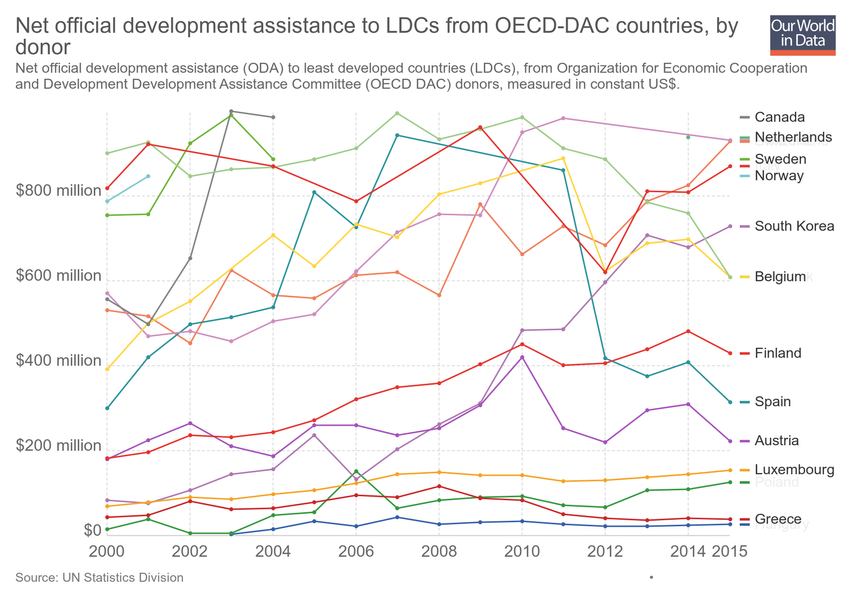 Net official development assistance to LDCs from OECD-DAC countries, by
donor
Our World
in Data
Net official development assistance (ODA) to least developed countries (LDCs), from Organization for Economic Cooperation
and Development Development Assistance Committee (OECD DAC) donors, measured in constant US$.
Canada
Netherlands
Sweden
Norway
$800 million
South Korea
$600 million
Belgium
$400 million
Finland
Spain
$200 million
Austria
Luxembourg
Poland
Greece
$0
2000
2002
2004
2006
2008
2010
2012
2014
2015
Source: UN Statistics Division